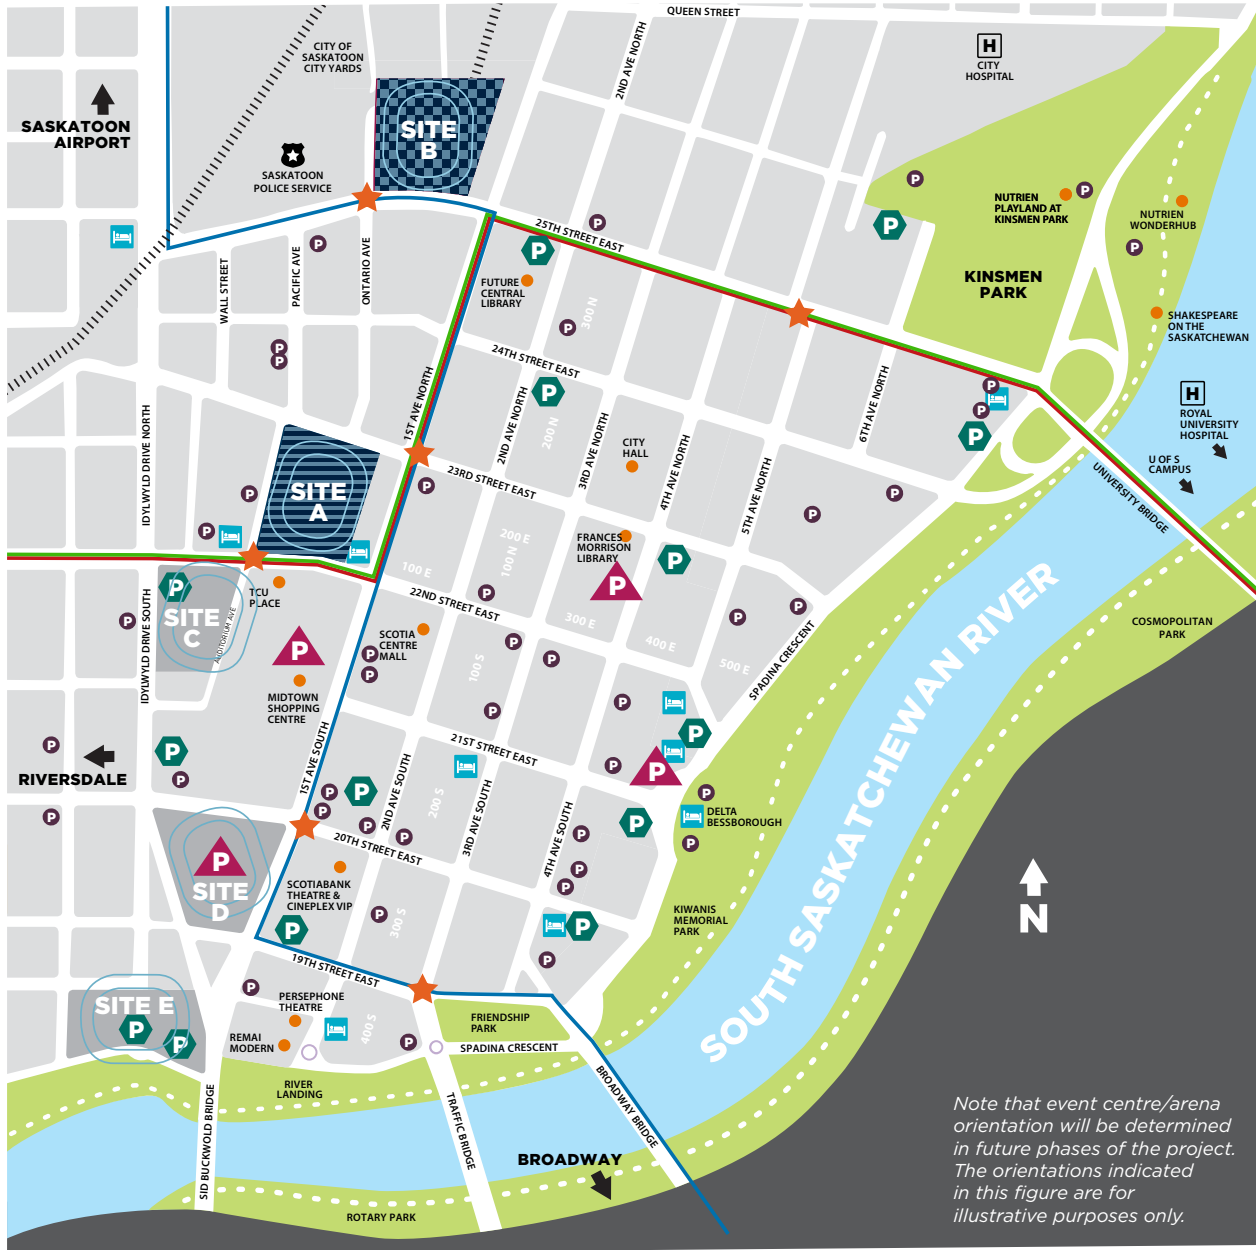 QUEEN STREET
CITY OF
SASKATOON
CITY YARDS
2ND AVE NORTH
H
CITY
HOSPITAL
SASKATOON
AIRPORT
SITE
B
SASKATOON
POLICE SERVICE
P
P
NUTRIEN
PLAYLAND AT
KINSMEN PARK
P
NUTRIEN
WONDERHUB
P
P
25TH STREET EAST
P
P
P
KINSMEN
PARK
WALL STREET
PACIFIC AVE
ONTARIO AVE
FUTURE
CENTRAL
LIBRARY
300 N
P
SHAKESPEARE
ON THE
SASKATCHEWAN
24TH STREET EAST
P
P
P
200 N
P
P
P
H
ROYAL
UNIVERSITY
HOSPITAL
U OF S
CAMPUS
UNIVERSITY BRIDGE
IDYLWYLD DRIVE NORTH
1ST AVE NORTH
2ND AVE NORTH
3RD AVE NORTH
CITY
HALL
4TH AVE NORTH
5TH AVE NORTH
6TH AVE NORTH
SITE
A
P
P
P
23RD STREET EAST
P
P
200 E
100 N
100 E
FRANCES
MORRISON
LIBRARY
P
P
P
SITE
C
AUDITORIUM AVE
TCU
PLACE
P
IDYLWYLD DRIVE SOUTH
22ND STREET EAST
P
300 E
400 E
500 E
P
P
SPADINA CRESCENT
COSMOPOLITAN
PARK
SOUTH SASKATCHEWAN RIVER
P
MIDTOWN
SHOPPING
CENTRE
SCOTIA
CENTRE
MALL
P
P
100 S
P
P
P
P
P
P
P
P
RIVERSDALE
P
P
P
1ST AVE SOUTH
21ST STREET EAST
P
P
P
2ND AVE SOUTH
200 S
3RD AVE SOUTH
4TH AVE SOUTH
P
P
P
DELTA
BESSBOROUGH
P
P
P
20TH STREET EAST
P
P
P
P
SITE
D
SCOTIABANK
THEATRE &
CINEPLEX VIP
P
P
300 S
P
P
KIWANIS
MEMORIAL
PARK
N
19TH STREET EAST
P
SITE E
P
P
PERSEPHONE
THEATRE
REMAI
MODERN
400 S
P
FRIENDSHIP
PARK
SPADINA CRESCENT
RIVER
LANDING
SID BUCKWOLD BRIDGE
TRAFFIC BRIDGE
BROADWAY BRIDGE
BROADWAY
ROTARY PARK
Note that event centre/arena
orientation will be determined
in future phases of the project.
The orientations indicated
in this figure are for
illustrative purposes only.